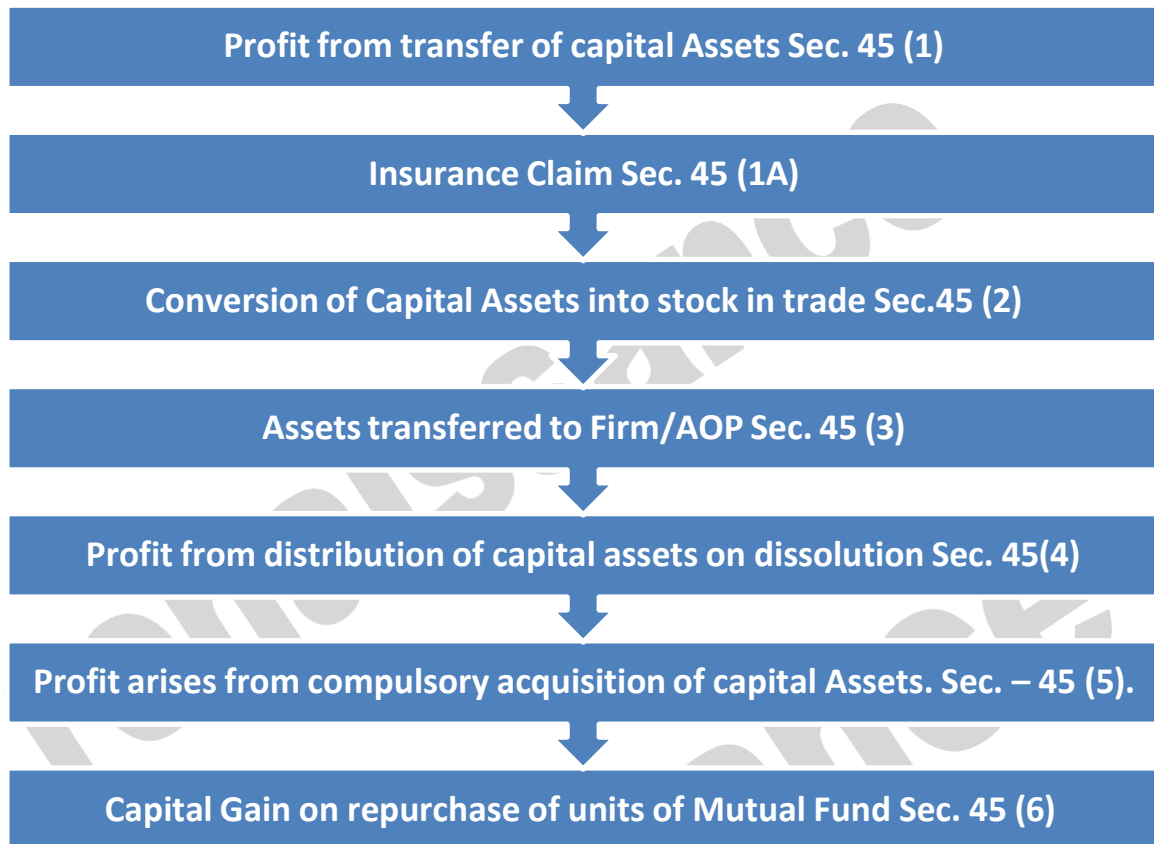 Profit from transfer of capital Assets Sec. 45 (1)
Insurance Claim Sec. 45 (1A)
Conversion of Capital Assets into stock in trade Sec.45 (2)
Assets transferred to Firm/AOP Sec. 45 (3)
Profit from distribution of capital assets on dissolution Sec. 45(4)
Profit arises from compulsory acquisition of capital Assets. Sec. – 45 (5).
Capital Gain on repurchase of units of Mutual Fund Sec. 45 (6)